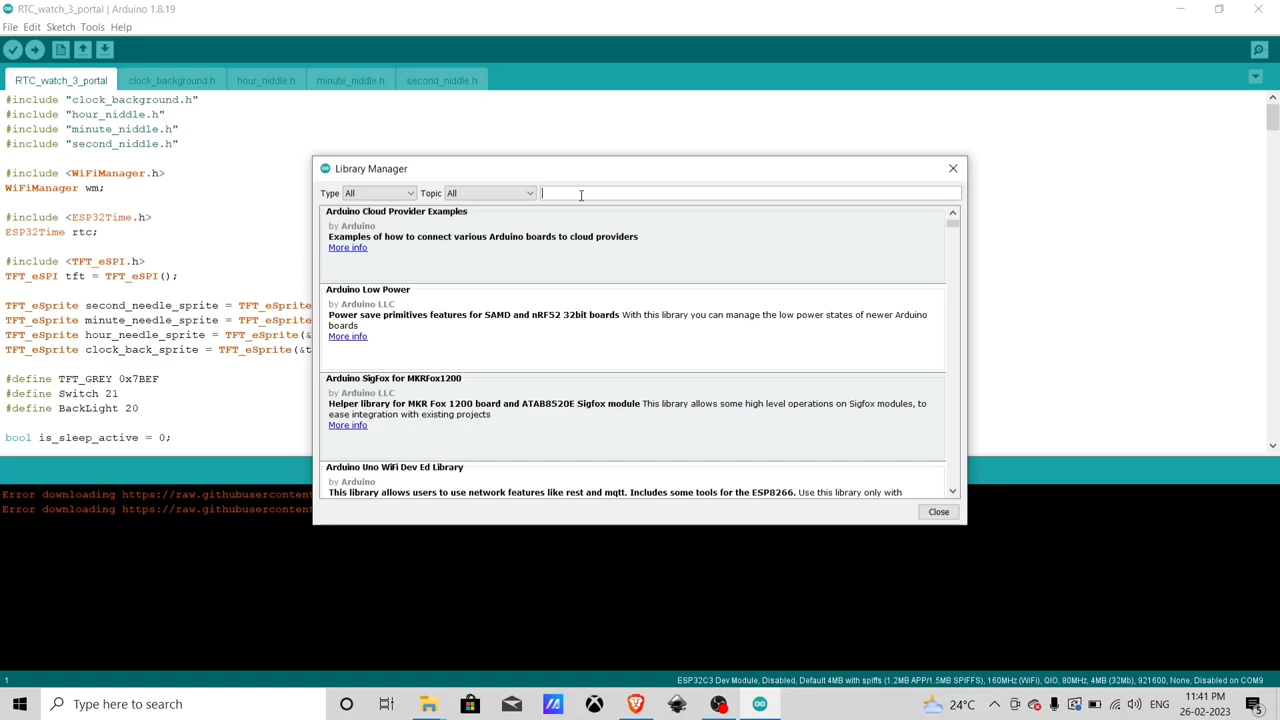 RTC_watch_3_portal | Arduino 1.8.19
File Edit Sketch Tools Help
RTC_watch_3_portal clock_background.h hour_niddle.h minute_niddle.h second_niddle.h
#include "clock_background.h"
#include "hour_niddle.h"
#include "minute_niddle.h"
#include "second_niddle.h"
#include <WiFiManager.h>
WiFiManager wm;
#include <ESP32Time.h>
ESP32Time rtc;
#include <TFT_eSPI.h>
TFT_eSPI tft = TFT_eSPI();
TFT_eSprite second_needle_sprite = TFT_eSprite
TFT_eSprite minute_needle_sprite = TFT_eSprite
TFT_eSprite hour_needle_sprite = TFT_eSprite(&
TFT_eSprite clock_back_sprite = TFT_eSprite(&t
#define TFT_GREY 0x7BEF
#define Switch 21
#define BackLight 20
bool is_sleep_active = 0;
Library Manager
Type All Topic All
Arduino Cloud Provider Examples
by Arduino
Examples of how to connect various Arduino boards to cloud providers
More info
Arduino Low Power
by Arduino LLC
Power save primitives features for SAMD and nRF52 32bit boards With this library you can manage the low power states of newer Arduino
boards
More info
Arduino SigFox for MKRFox1200
by Arduino LLC
Helper library for MKR Fox 1200 board and ATAB8520E Sigfox module This library allows some high level operations on Sigfox modules, to
ease integration with existing projects
More info
Arduino Uno WiFi Dev Ed Library
by Arduino
This library allows users to use network features like rest and mqtt. Includes some tools for the ESP8266. Use this library only with
Close
Error downloading https://raw.githubusercontent
Error downloading https://raw.githubusercontent
1 ESP32C3 Dev Module, Disabled, Default 4MB with spiffs (1.2MB APP/1.5MB SPIFFS), 160MHz (WiFi), QIO, 80MHz, 4MB (32Mb), 921600, None, Disabled on COM9
Type here to search 24°C ENG 11:41 PM
26-02-2023 5